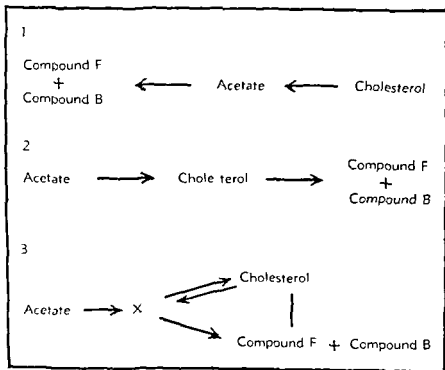 1
Compound F
+
Compound B
Acetate
Cholesterol
2
Acetate
Chole terol
Compound F
+
Compound B
3
Acetate
X
Cholesterol
Compound F + Compound B